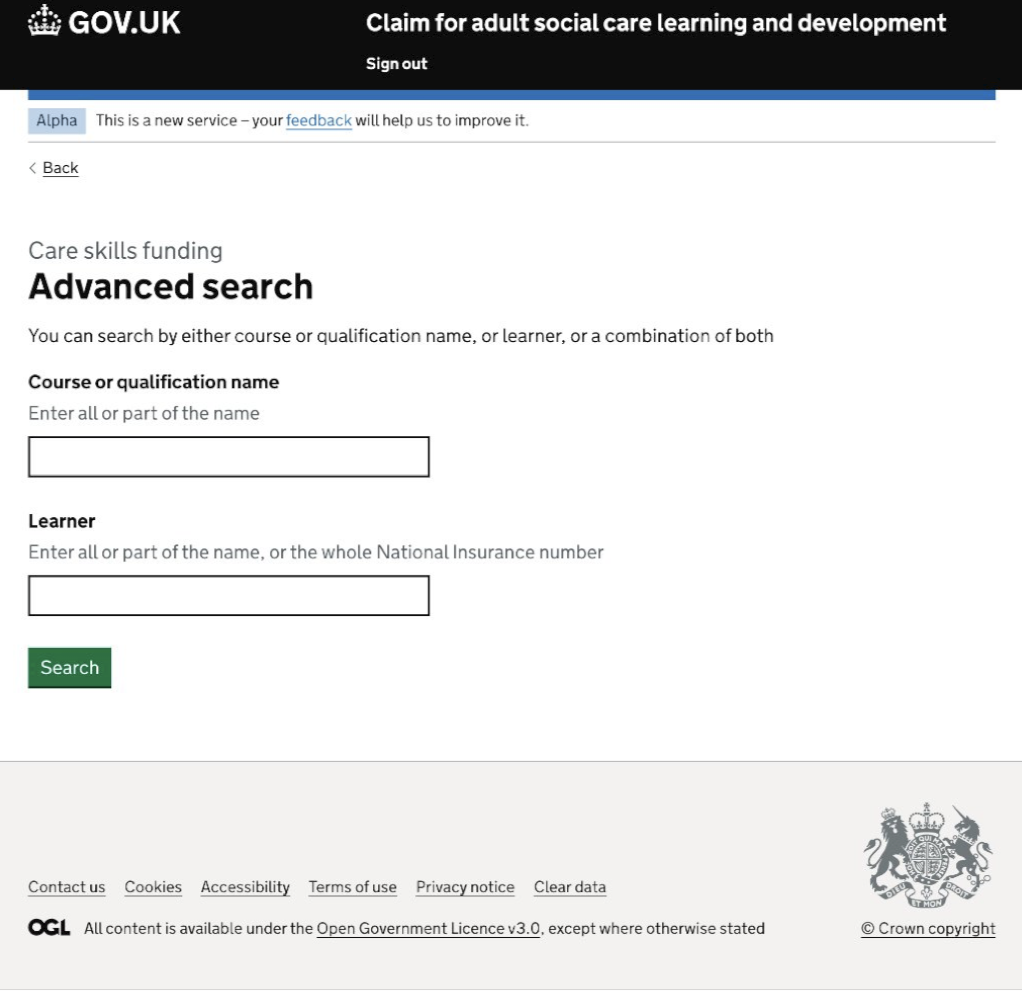 GOV.UK
Claim for adult social care learning and development
Sign out
Alpha This is a new service – your feedback will help us to improve it.
< Back
Care skills funding
Advanced search
You can search by either course or qualification name, or learner, or a combination of both
Course or qualification name
Enter all or part of the name
Learner
Enter all or part of the name, or the whole National Insurance number
Search
Contact us Cookies Accessibility Terms of use Privacy notice Clear data
OGL All content is available under the Open Government Licence v3.0, except where otherwise stated
DIEU ET MON DROIT
© Crown copyright